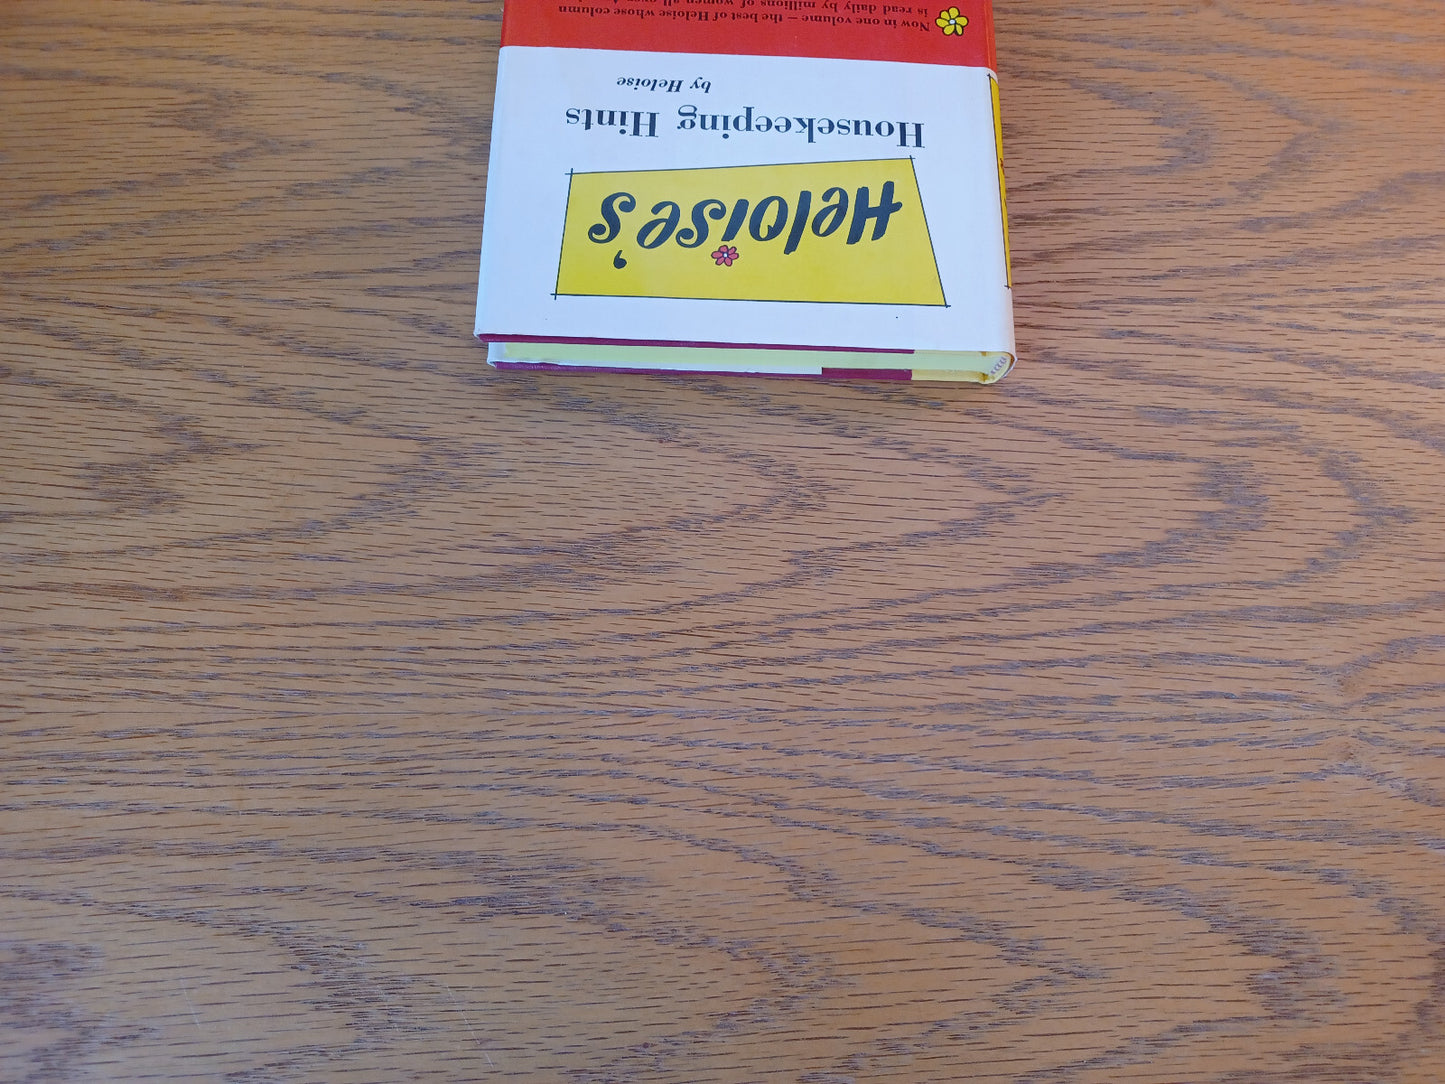 Heloise's
Housekeeping Hints
by Heloise
Now in one volume — the best of Heloise whose column
is read daily by millions of women all over